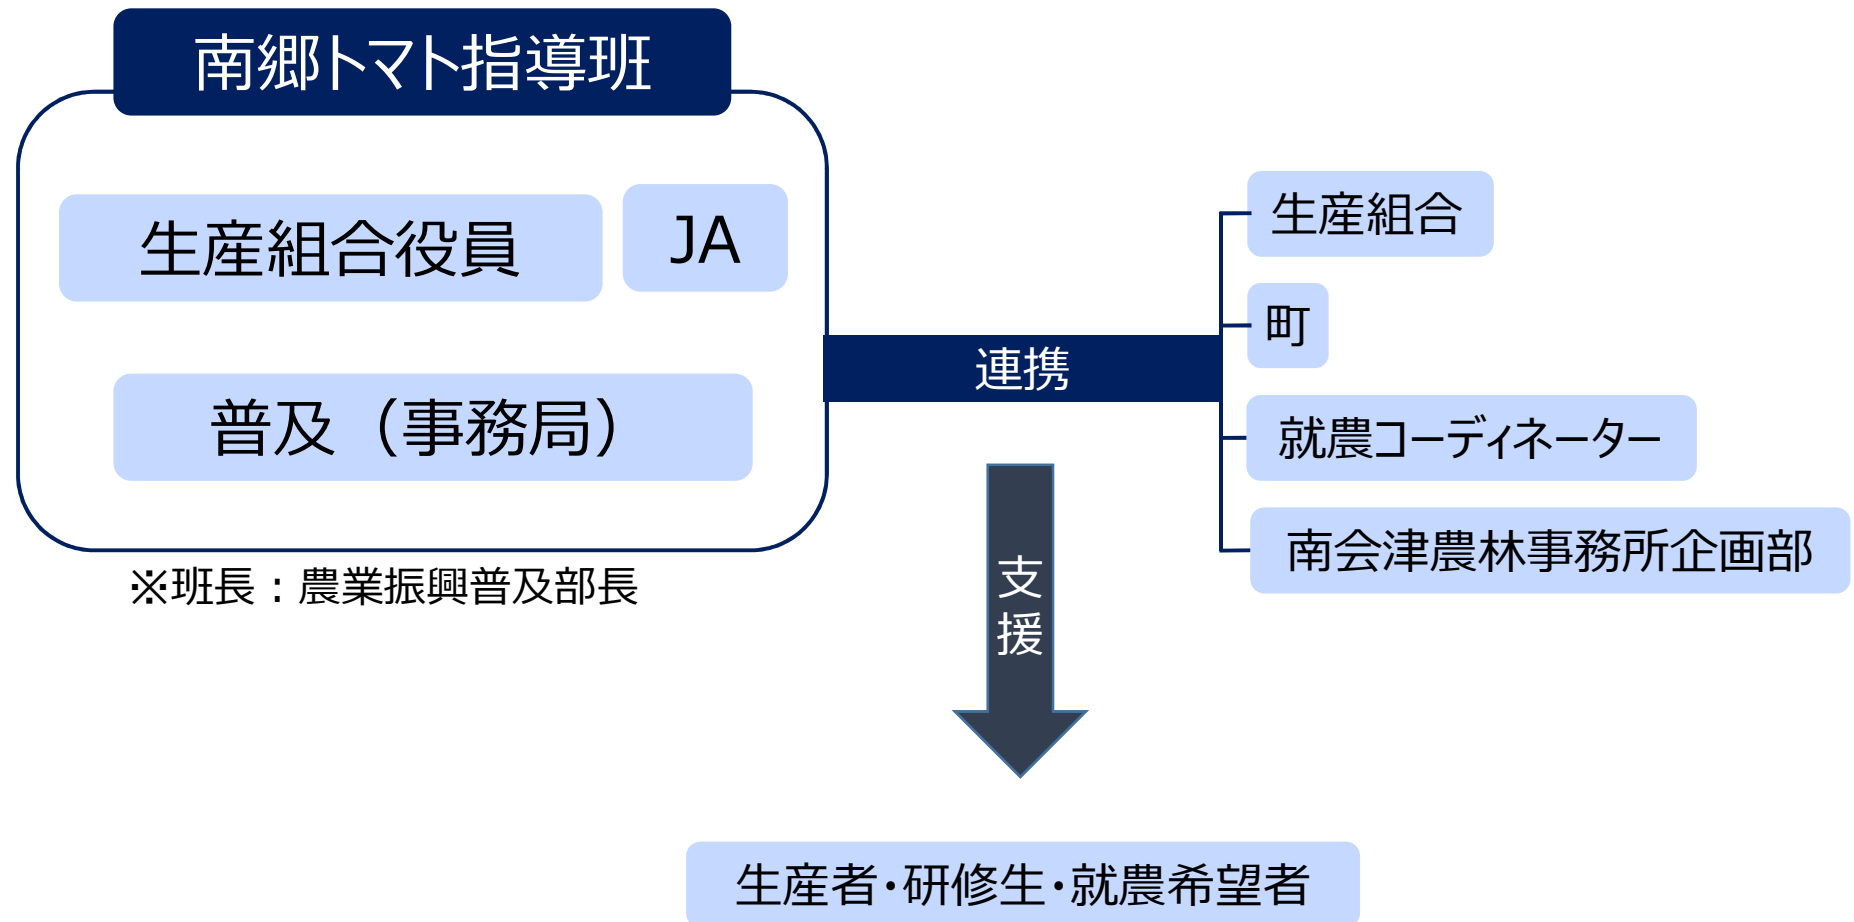 南郷トマト指導班
生産組合役員
JA
普及（事務局）
※班長：農業振興普及部長
連携
生産組合
町
就農コーディネーター
南会津農林事務所企画部
支援
生産者・研修生・就農希望者